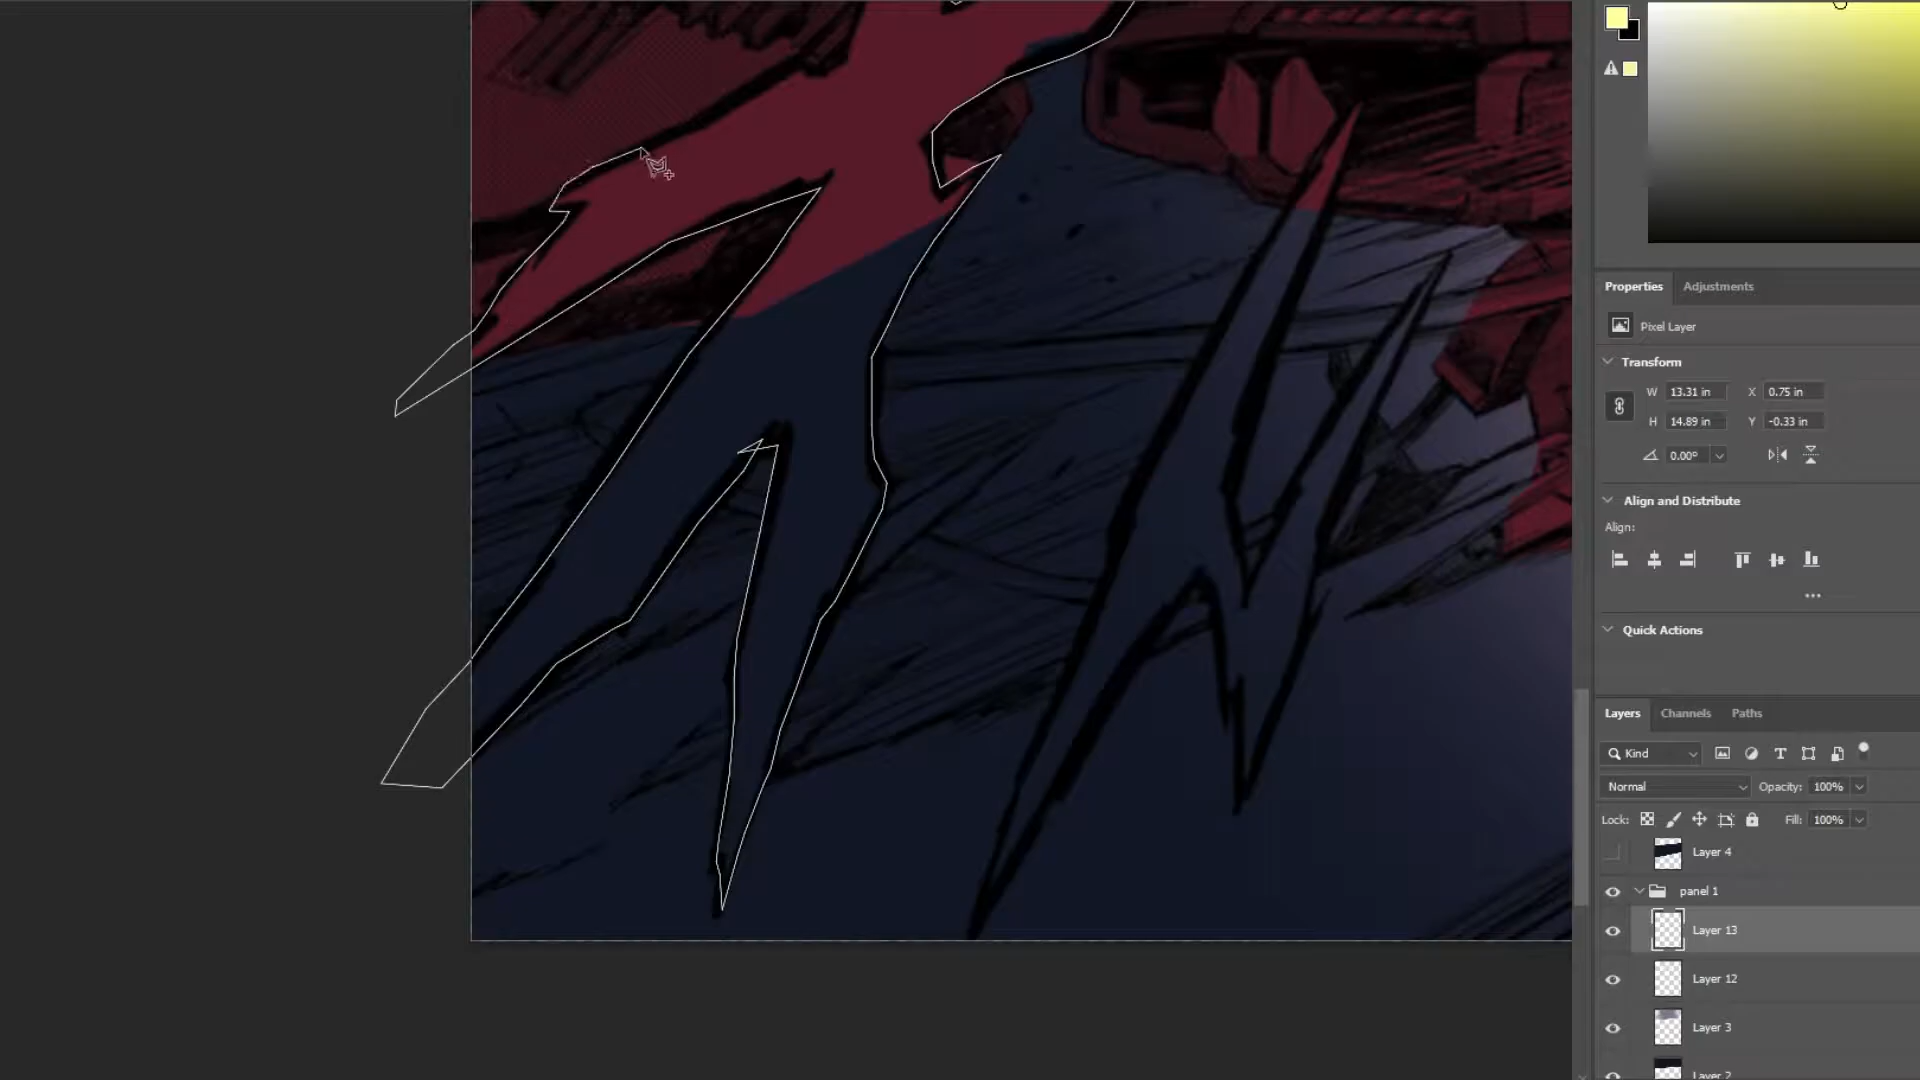 Properties Adjustments
Pixel Layer
Transform
W 13.31 in X 0.75 in
H 14.89 in Y -0.33 in
0.00°
Align and Distribute
Align:
Quick Actions
Layers Channels Paths
Kind
Normal Opacity: 100%
Lock: Fill: 100%
Layer 4
panel 1
Layer 13
Layer 12
Layer 3
Layer 2